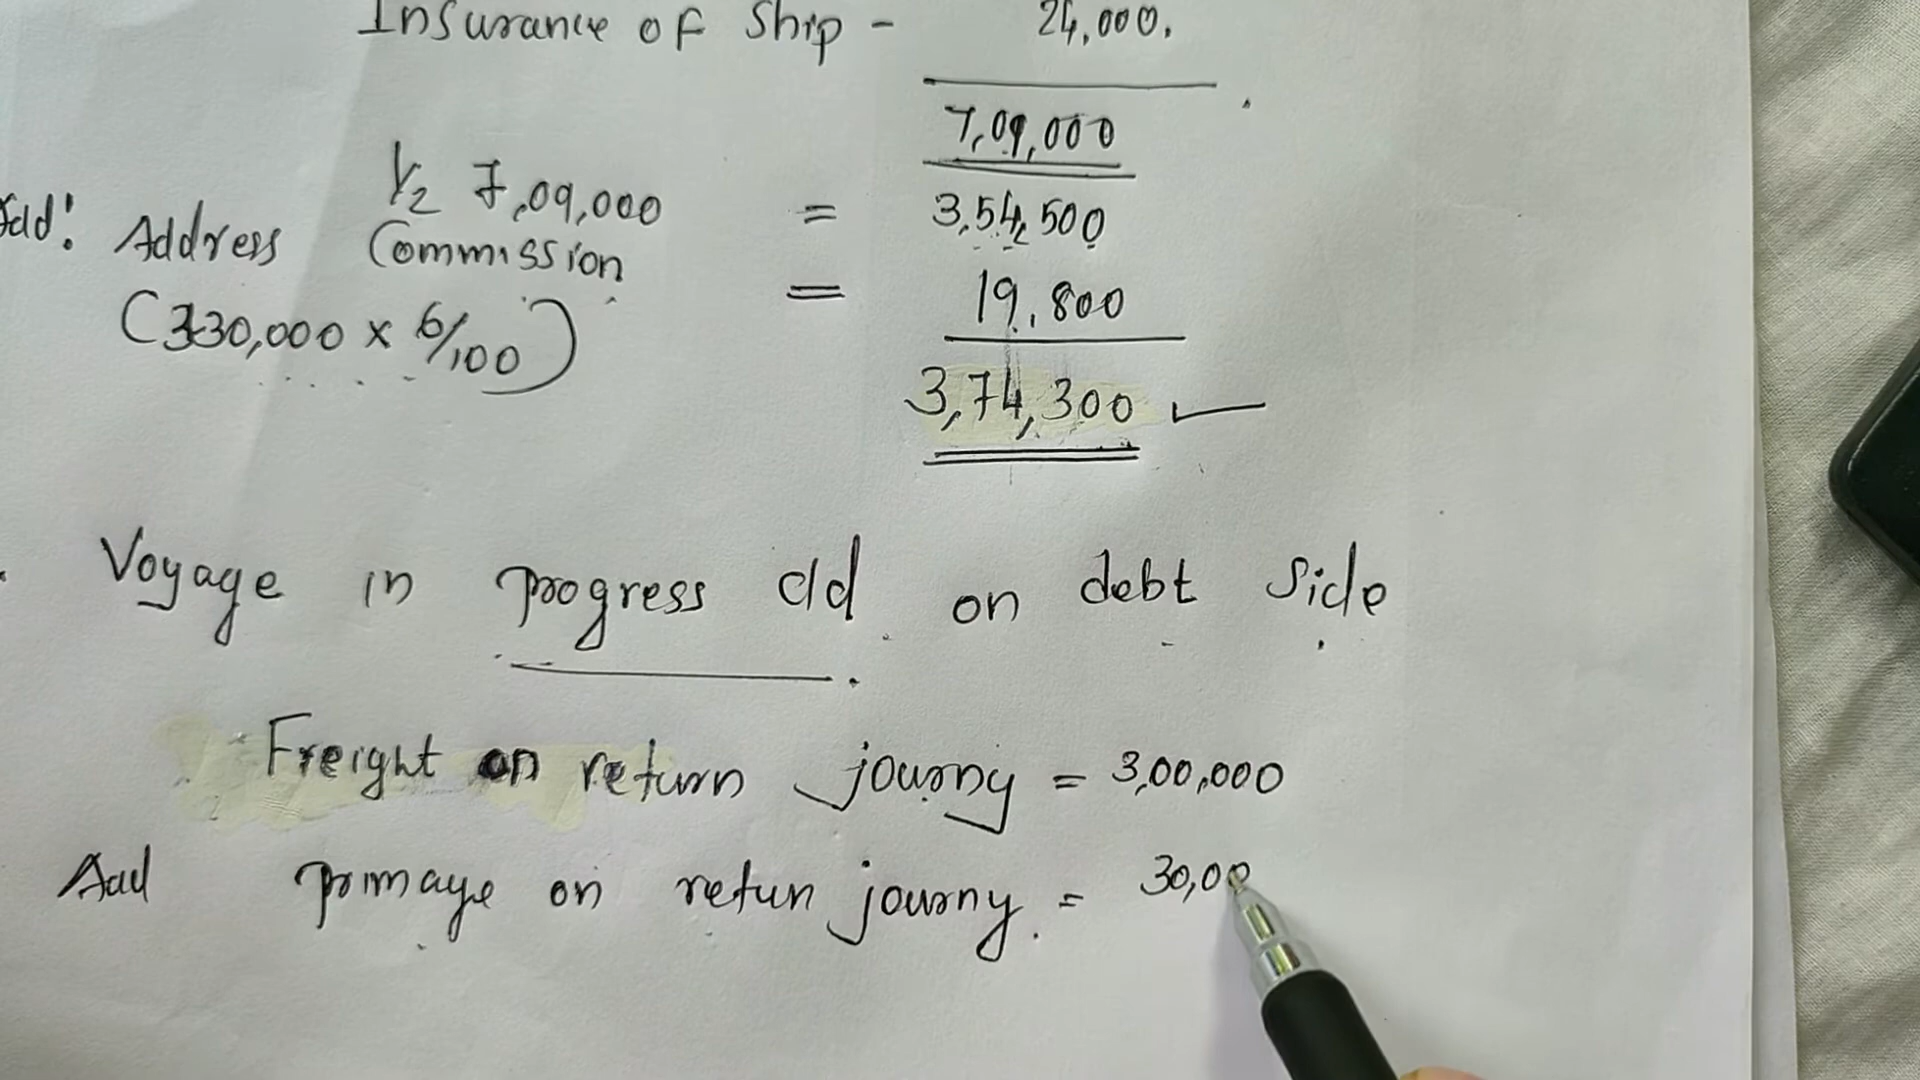 Insurance of Ship - 24,000.
7,09,000
1/2 7,09,000 = 3,54,500
Add: Address Commission
(330,000 x 6/100) = 19,800
3,74,300
Voyage in progress c/d on debt side
Freight on return journy = 3,00,000
Add primage on retun journy = 30,00